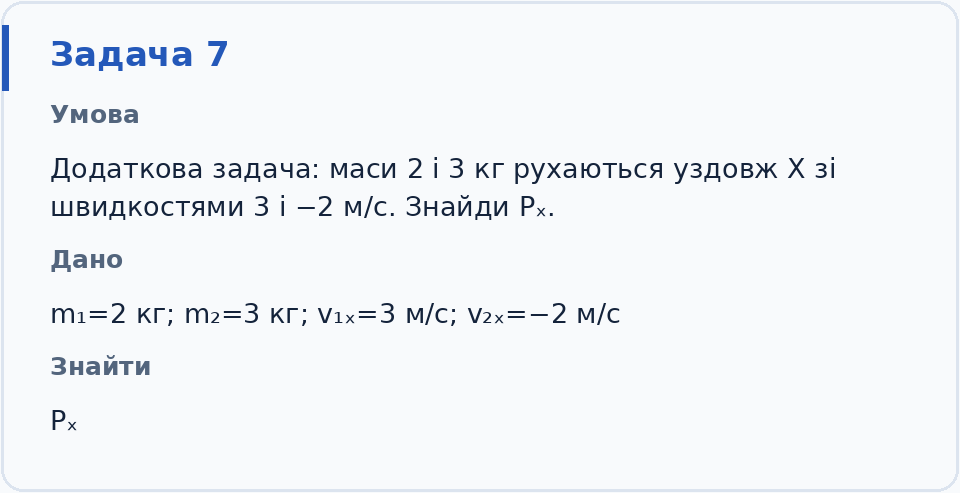 Задача 7
Умова
Додаткова задача: маси 2 і 3 кг рухаються уздовж X зі
швидкостями 3 і −2 м/с. Знайди Pₓ.
Дано
m₁=2 кг; m₂=3 кг; v₁ₓ=3 м/с; v₂ₓ=−2 м/с
Знайти
Pₓ